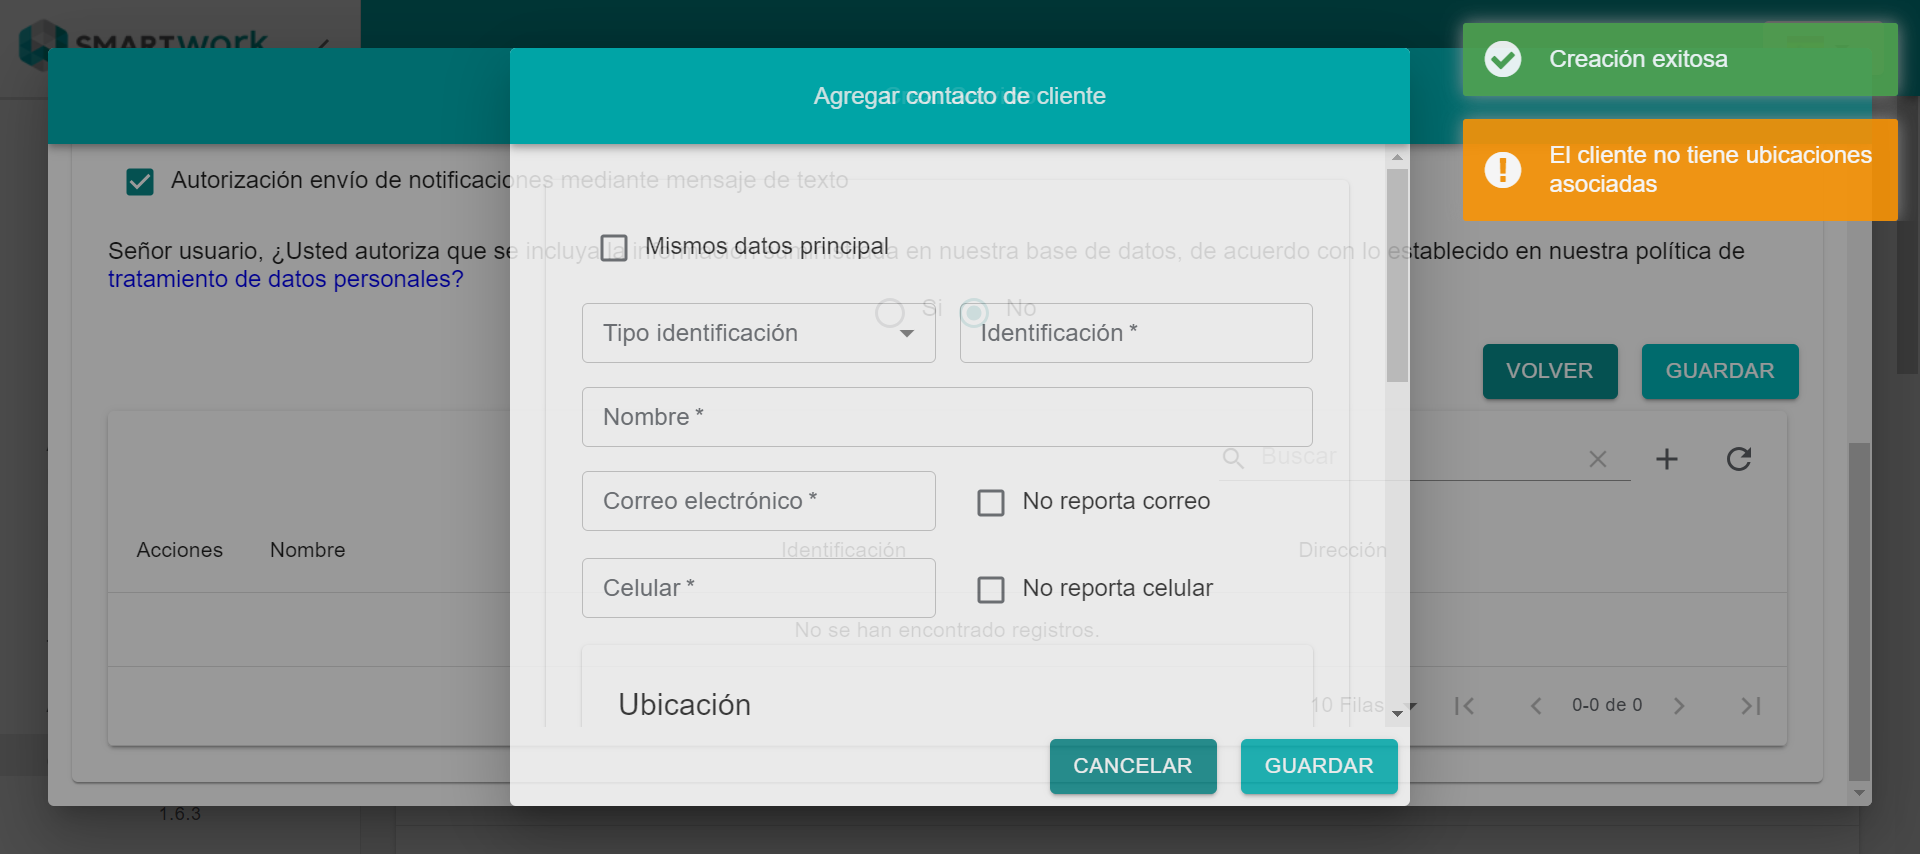 SMARTWORK
Agregar contacto de cliente
Creación exitosa
El cliente no tiene ubicaciones
asociadas
Autorización envío de notificaciones mediante mensaje de texto
Mismos datos principal
Señor usuario, ¿Usted autoriza que se incluya la información suministrada en nuestra base de datos, de acuerdo con lo establecido en nuestra política de
tratamiento de datos personales?
Si No
Tipo identificación
Identificación *
VOLVER
GUARDAR
Nombre *
Buscar
Correo electrónico *
No reporta correo
Acciones Nombre Identificación Dirección
Celular *
No reporta celular
No se han encontrado registros.
Ubicación
10 Filas
0-0 de 0
CANCELAR
GUARDAR
1.6.3